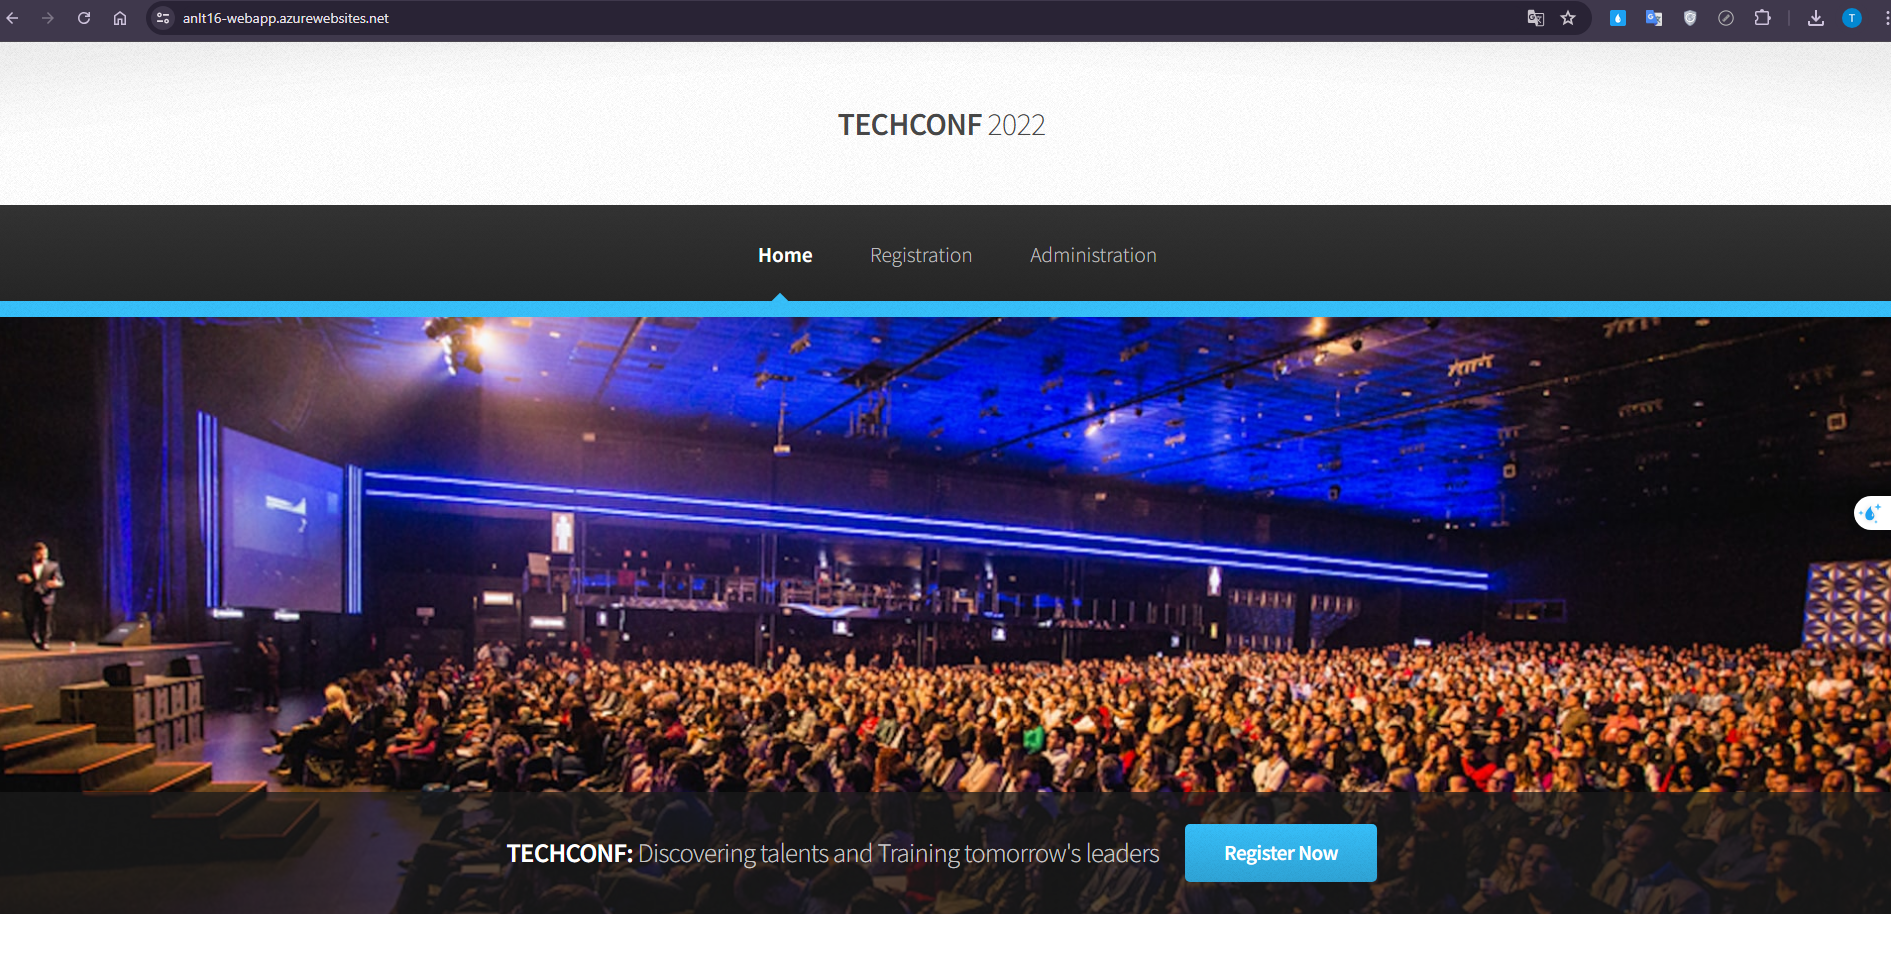 anlt16-webapp.azurewebsites.net
T
TECHCONF 2022
Home Registration Administration
TECHCONF: Discovering talents and Training tomorrow's leaders
Register Now